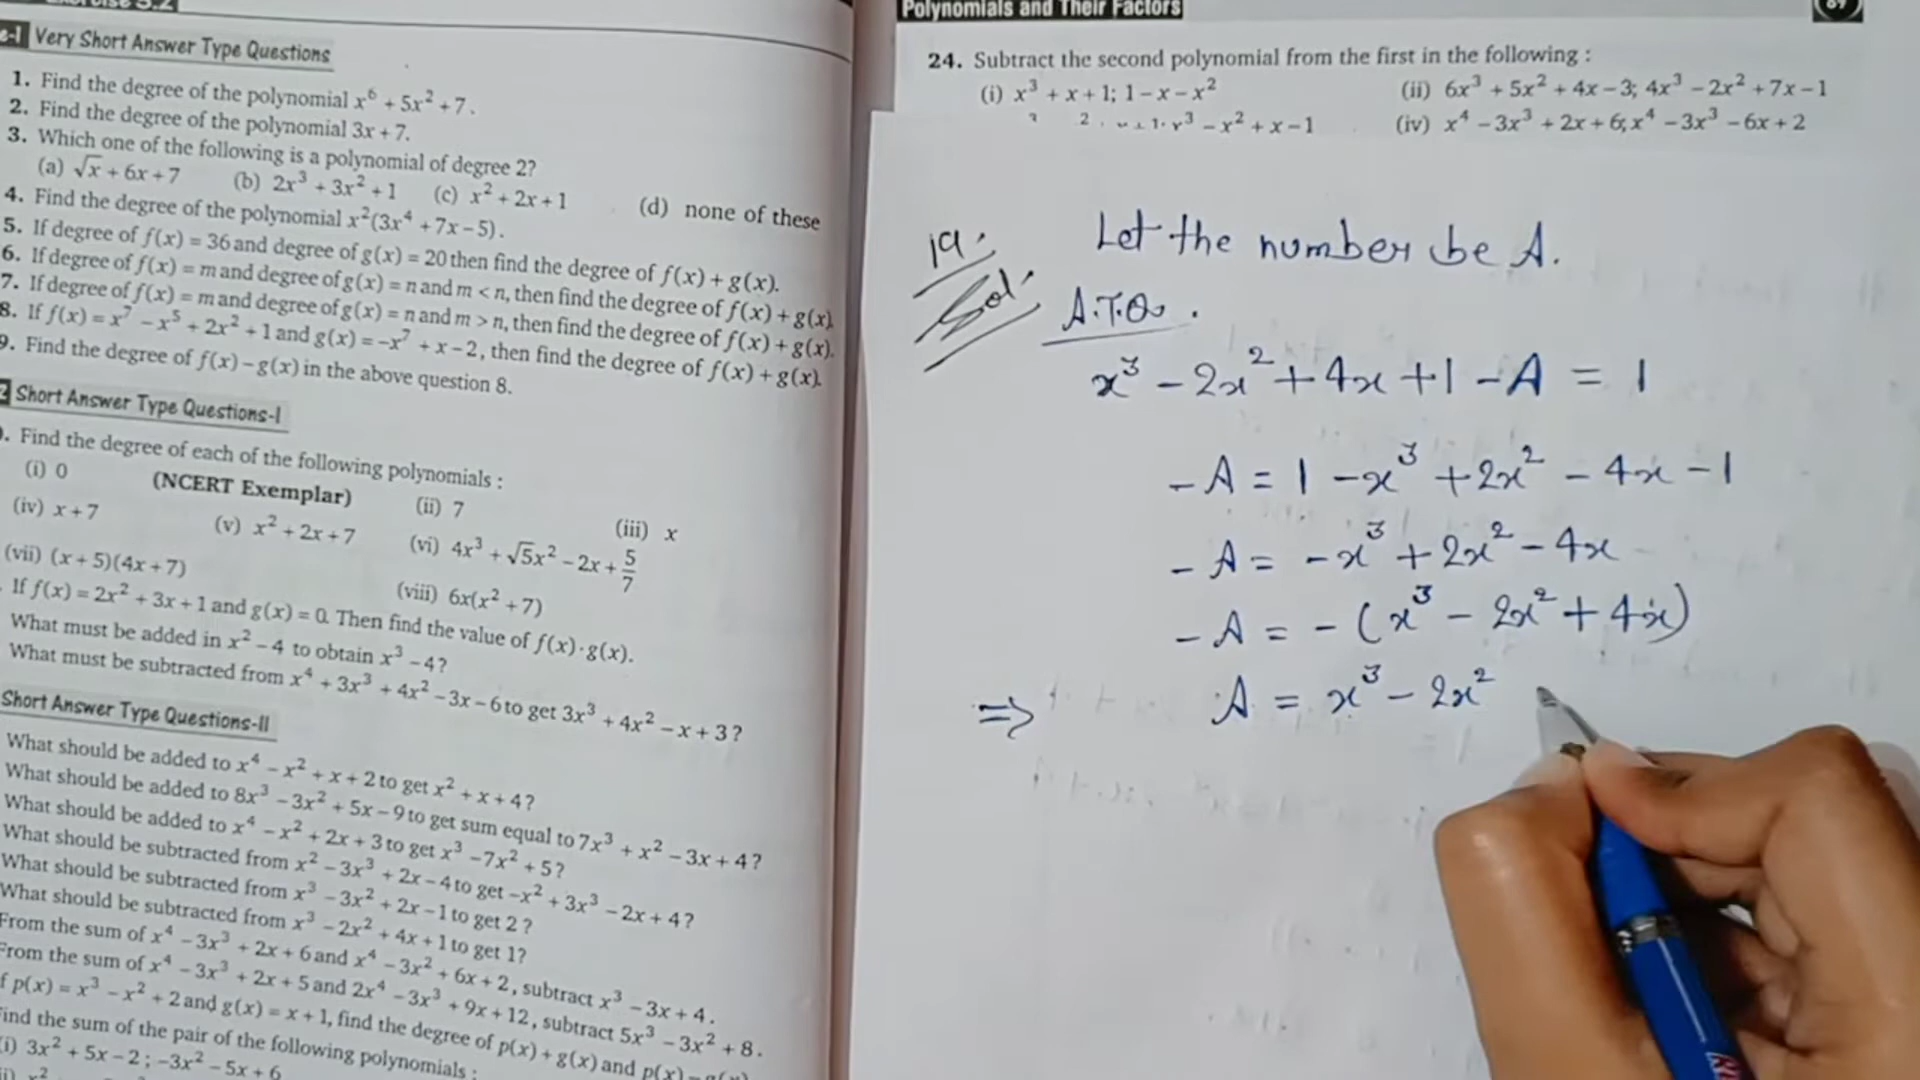 Very Short Answer Type Questions
1. Find the degree of the polynomial x⁶ + 5x² + 7.
2. Find the degree of the polynomial 3x + 7.
3. Which one of the following is a polynomial of degree 2?
(a) √x + 6x + 7 (b) 2x³ + 3x² + 1 (c) x² + 2x + 1 (d) none of these
4. Find the degree of the polynomial x²(3x⁴ + 7x - 5).
5. If degree of f(x) = 36 and degree of g(x) = 20 then find the degree of f(x) + g(x).
6. If degree of f(x) = m and degree of g(x) = n and m < n, then find the degree of f(x) + g(x).
7. If degree of f(x) = m and degree of g(x) = n and m > n, then find the degree of f(x) + g(x).
8. If f(x) = x⁷ - x⁵ + 2x² + 1 and g(x) = -x⁷ + x - 2, then find the degree of f(x) + g(x).
9. Find the degree of f(x) - g(x) in the above question 8.
Short Answer Type Questions-I
. Find the degree of each of the following polynomials :
(NCERT Exemplar)
(i) 0 (ii) 7 (iii) x
(iv) x + 7 (v) x² + 2x + 7 (vi) 4x³ + √5x² - 2x + 5/7
(vii) (x + 5)(4x + 7) (viii) 6x(x² + 7)
If f(x) = 2x² + 3x + 1 and g(x) = 0. Then find the value of f(x)·g(x).
What must be added in x² - 4 to obtain x³ - 4?
What must be subtracted from x⁴ + 3x³ + 4x² - 3x - 6 to get 3x³ + 4x² - x + 3?
Short Answer Type Questions-II
What should be added to x⁴ - x² + x + 2 to get x² + x + 4?
What should be added to 8x³ - 3x² + 5x - 9 to get sum equal to 7x³ + x² - 3x + 4?
What should be added to x⁴ - x² + 2x + 3 to get x³ - 7x² + 5?
What should be subtracted from x² - 3x³ + 2x - 4 to get -x² + 3x³ - 2x + 4?
What should be subtracted from x³ - 3x² + 2x - 1 to get 2?
What should be subtracted from x³ - 2x² + 4x + 1 to get 1?
From the sum of x⁴ - 3x³ + 2x + 6 and x⁴ - 3x² + 6x + 2, subtract x³ - 3x + 4.
From the sum of x⁴ - 3x³ + 2x + 5 and 2x⁴ - 3x³ + 9x + 12, subtract 5x³ - 3x² + 8.
f p(x) = x³ - x² + 2 and g(x) = x + 1, find the degree of p(x) + g(x) and
ind the sum of the pair of the following polynomials :
i) 3x² + 5x - 2; -3x² - 5x + 6
Polynomials and Their Factors
24. Subtract the second polynomial from the first in the following :
(i) x³ + x + 1; 1 - x - x² (ii) 6x³ + 5x² + 4x - 3; 4x³ - 2x² + 7x - 1
x³ - x² + x - 1 (iv) x⁴ - 3x³ + 2x + 6; x⁴ - 3x³ - 6x + 2
19. Let the number be A.
Sol. A.T.Q.
x³ - 2x² + 4x + 1 - A = 1
- A = 1 - x³ + 2x² - 4x - 1
- A = - x³ + 2x² - 4x
- A = - (x³ - 2x² + 4x)
⇒ A = x³ - 2x²